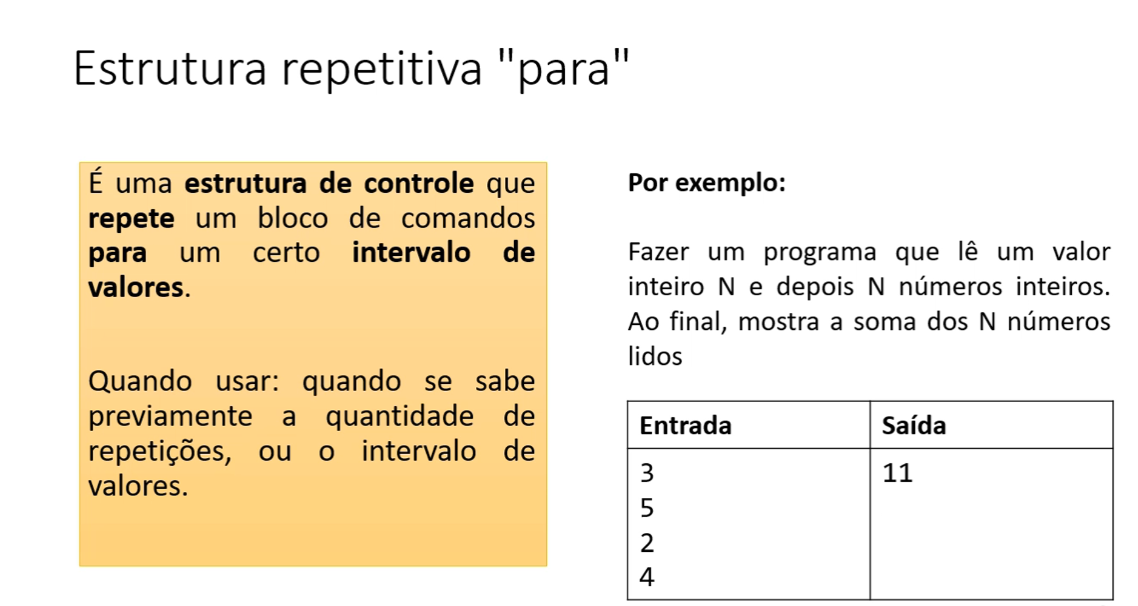 Estrutura repetitiva "para"
É uma estrutura de controle que
repete um bloco de comandos
para um certo intervalo de
valores.
Quando usar: quando se sabe
previamente a quantidade de
repetições, ou o intervalo de
valores.
Por exemplo:
Fazer um programa que lê um valor
inteiro N e depois N números inteiros.
Ao final, mostra a soma dos N números
lidos
Entrada Saída
3 11
5
2
4